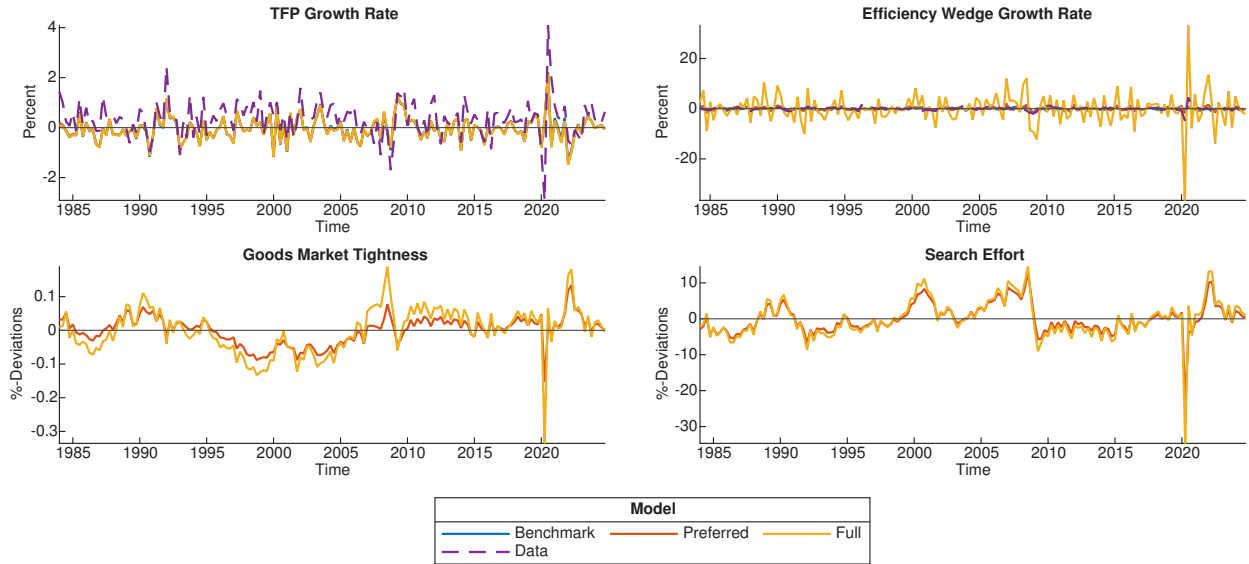 TFP Growth Rate
4
2
0
-2
Percent
1985 1990 1995 2000 2005 2010 2015 2020
Time
Efficiency Wedge Growth Rate
20
0
-20
Percent
1985 1990 1995 2000 2005 2010 2015 2020
Time
Goods Market Tightness
0.1
0
-0.1
-0.2
-0.3
%-Deviations
1985 1990 1995 2000 2005 2010 2015 2020
Time
Search Effort
10
0
-10
-20
-30
%-Deviations
1985 1990 1995 2000 2005 2010 2015 2020
Time
Model
Benchmark Preferred Full
Data